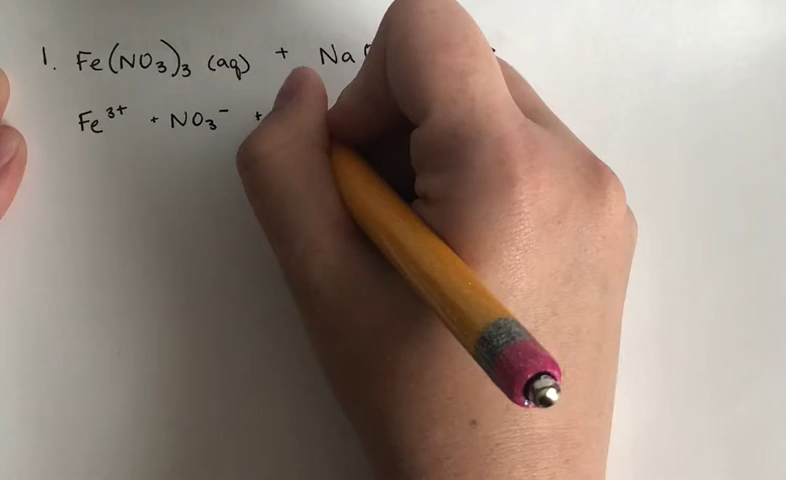 1. Fe(NO₃)₃ (aq) + Na
Fe³⁺ + NO₃⁻ +